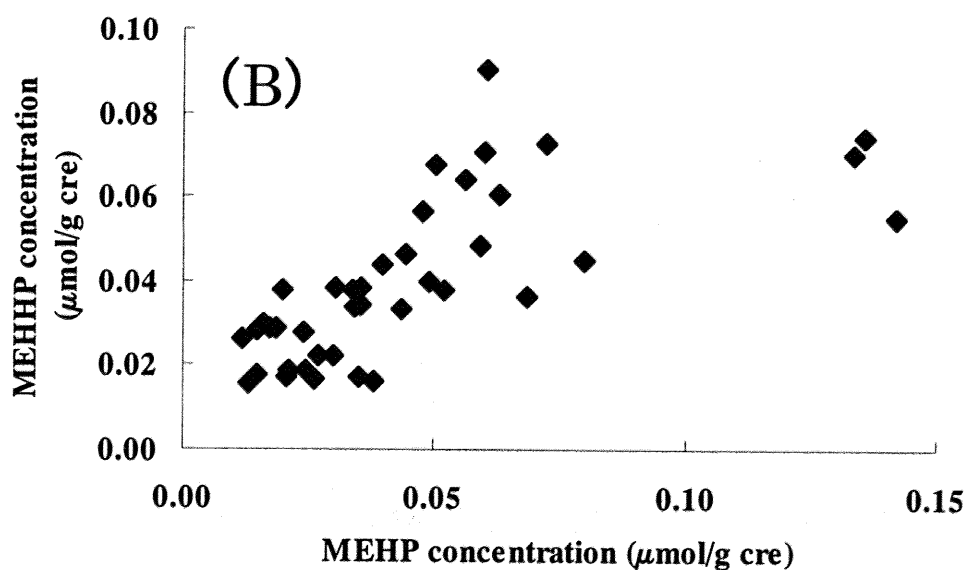 (B)
MEHHP concentration
(μmol/g cre)
0.10
0.08
0.06
0.04
0.02
0.00
0.00 0.05 0.10 0.15
MEHP concentration (μmol/g cre)